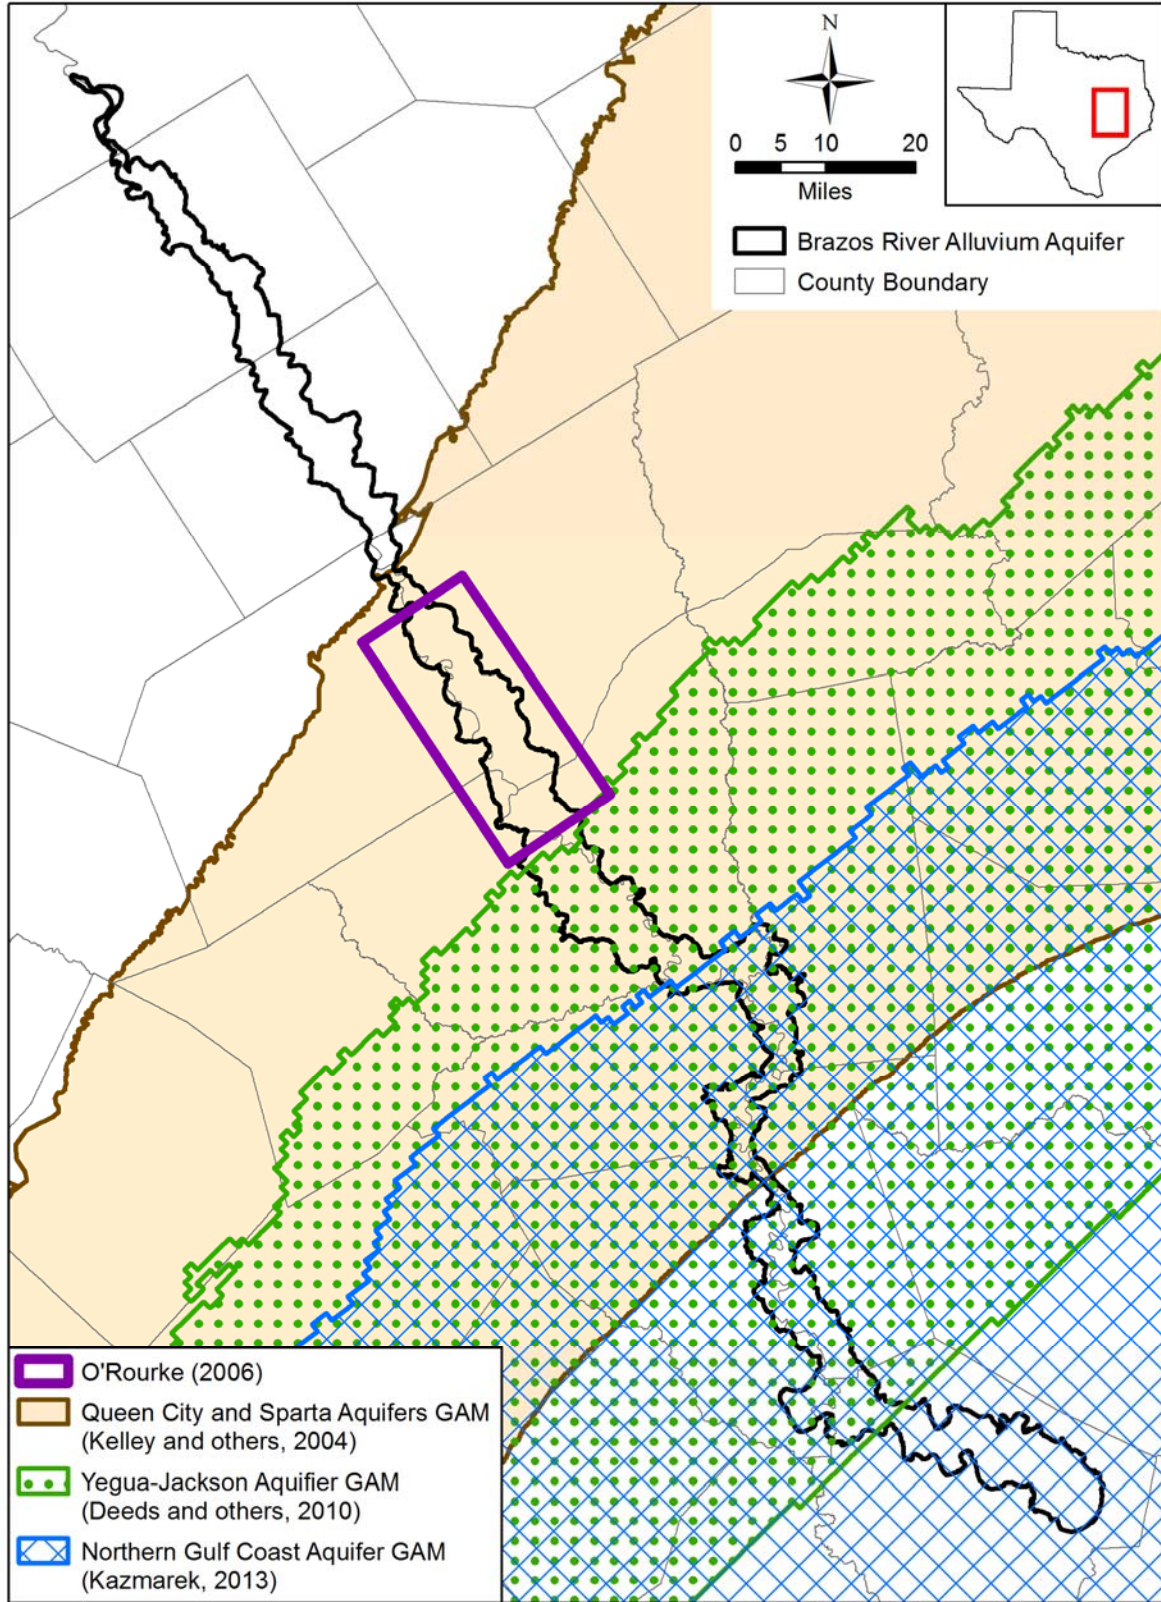 N
0 5 10 20
Miles
Brazos River Alluvium Aquifer
County Boundary
O'Rourke (2006)
Queen City and Sparta Aquifers GAM
(Kelley and others, 2004)
Yegua-Jackson Aquifier GAM
(Deeds and others, 2010)
Northern Gulf Coast Aquifer GAM
(Kazmarek, 2013)